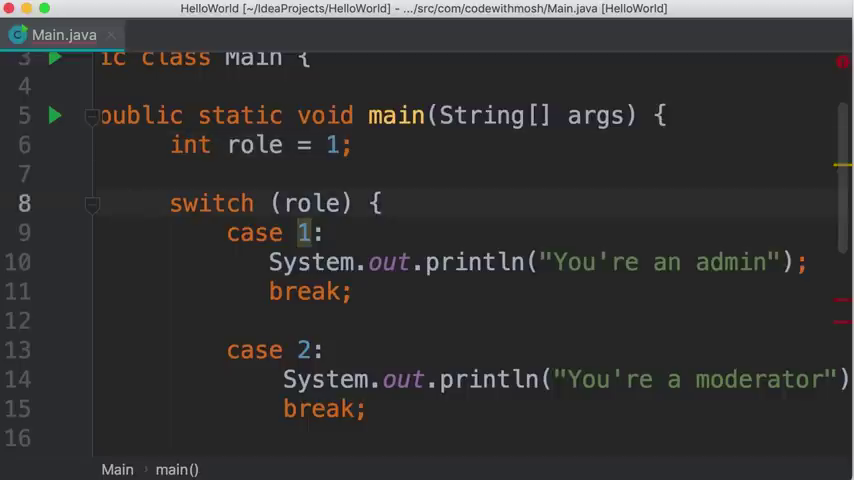 HelloWorld [~/IdeaProjects/HelloWorld] - .../src/com/codewithmosh/Main.java [HelloWorld]
Main.java
3 ic class Main {
4
5 public static void main(String[] args) {
6 int role = 1;
7
8 switch (role) {
9 case 1:
10 System.out.println("You're an admin");
11 break;
12
13 case 2:
14 System.out.println("You're a moderator")
15 break;
16
Main › main()